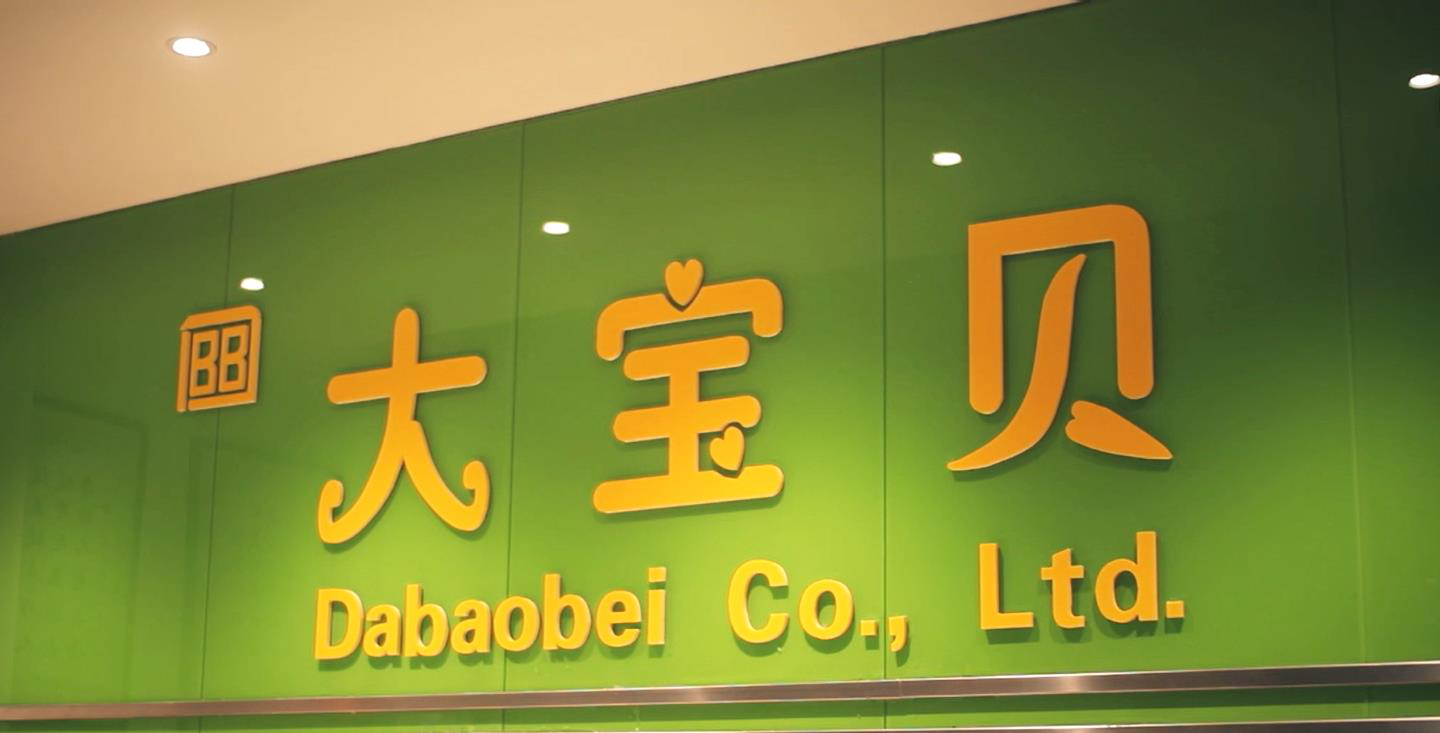 BB 大宝贝
Dabaobei Co., Ltd.